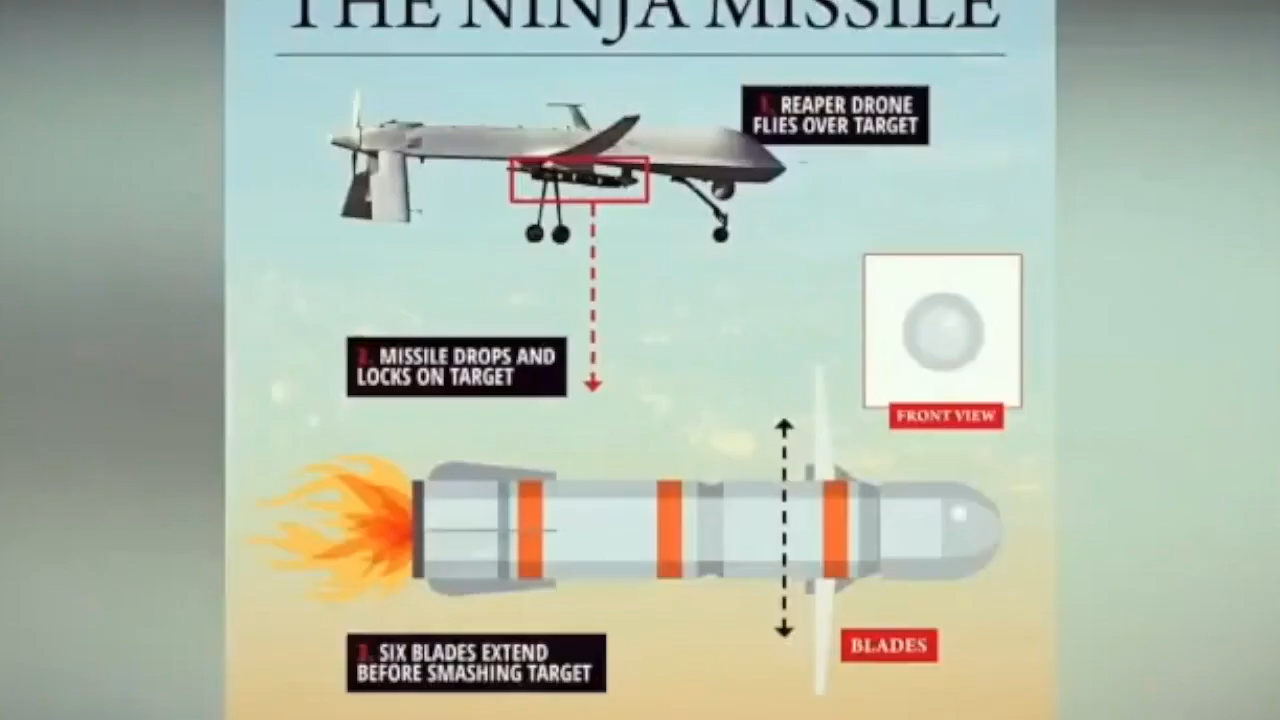 THE NINJA MISSILE
1. REAPER DRONE
FLIES OVER TARGET
2. MISSILE DROPS AND
LOCKS ON TARGET
FRONT VIEW
3. SIX BLADES EXTEND
BEFORE SMASHING TARGET
BLADES